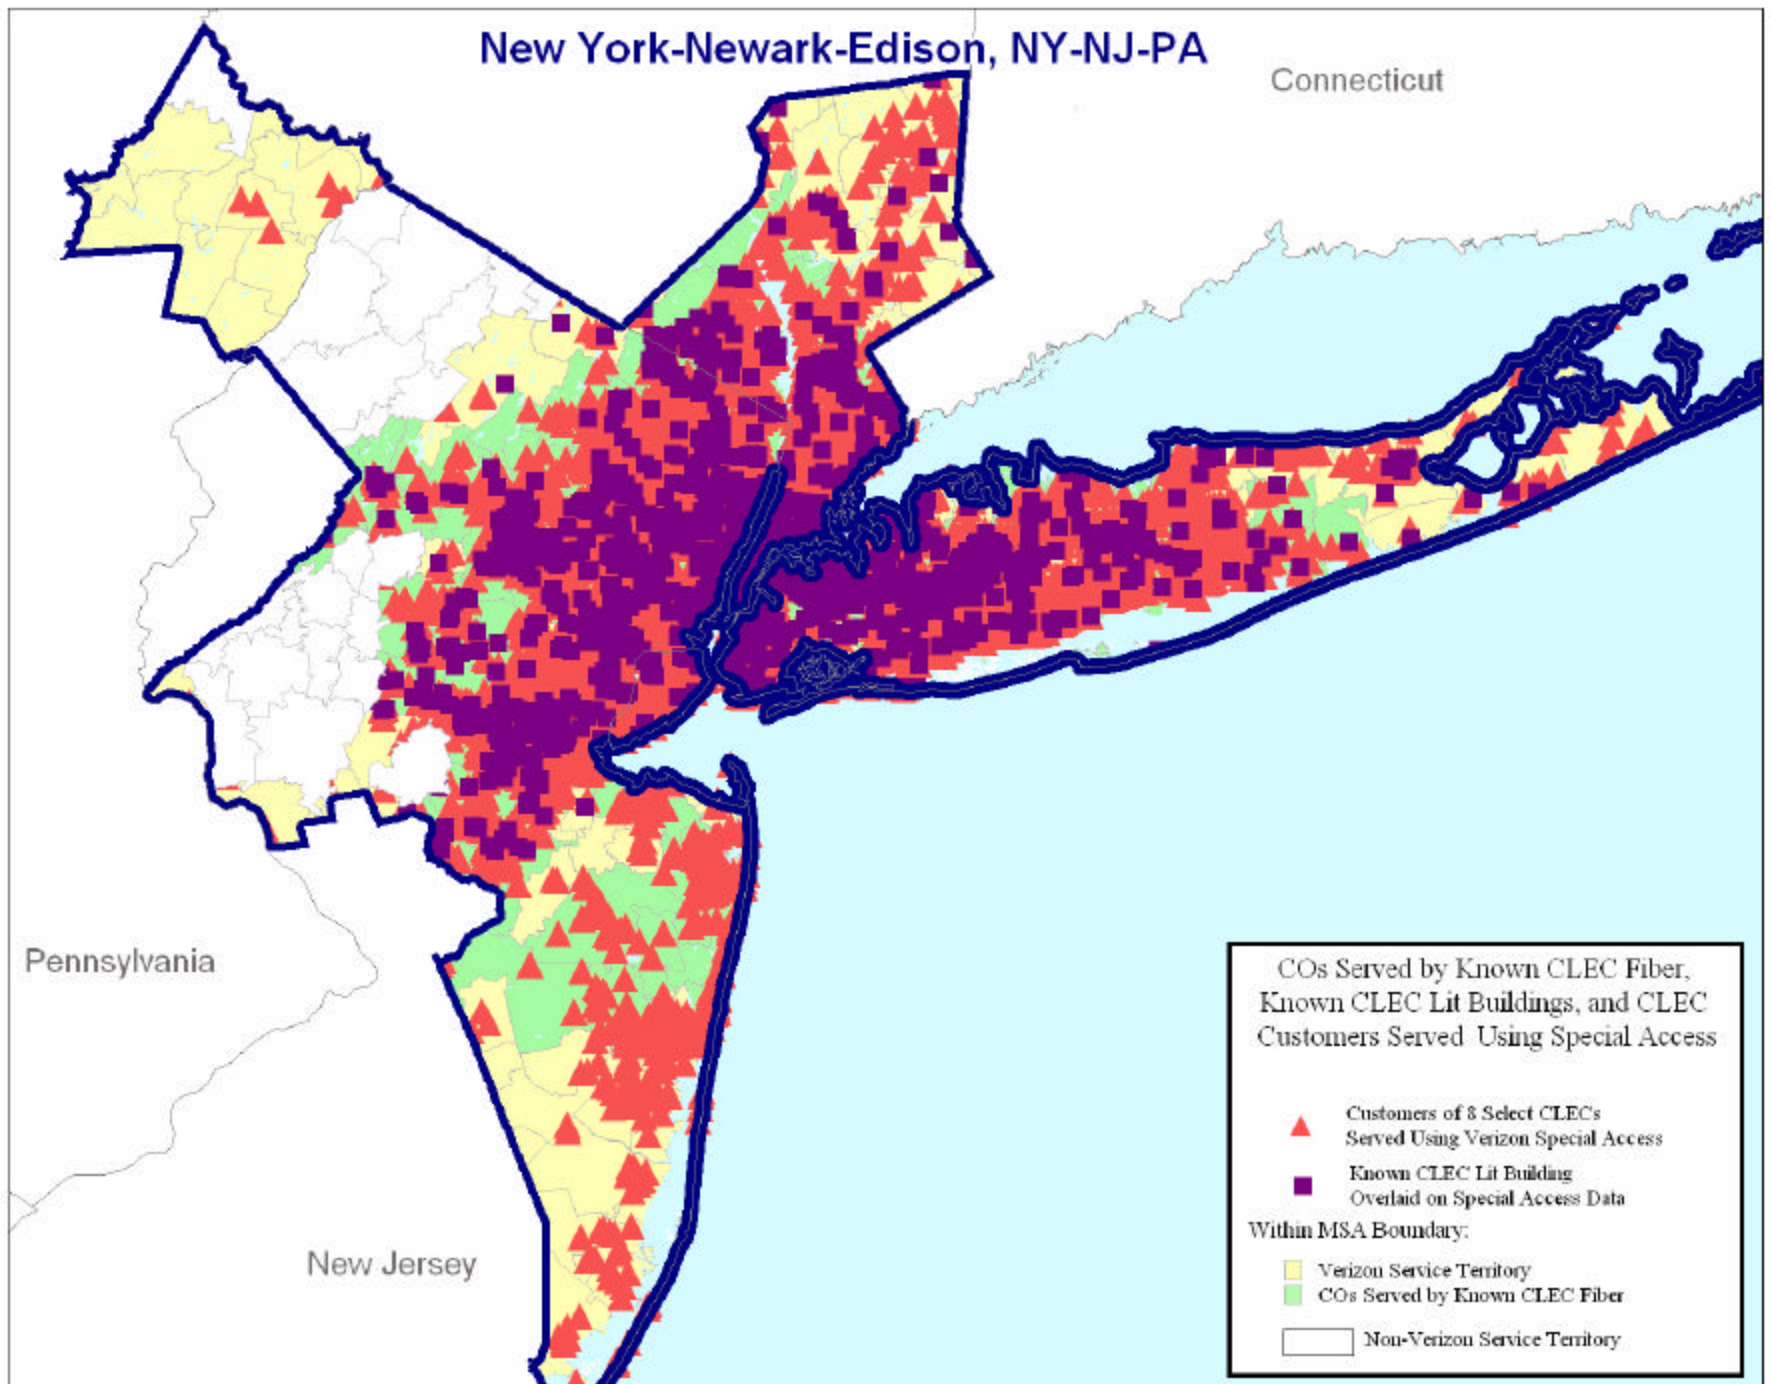 New York-Newark-Edison, NY-NJ-PA
Connecticut
Pennsylvania
New Jersey
COs Served by Known CLEC Fiber,
Known CLEC Lit Buildings, and CLEC
Customers Served Using Special Access
Customers of 8 Select CLECs
Served Using Verizon Special Access
Known CLEC Lit Building
Overlaid on Special Access Data
Within MSA Boundary:
Verizon Service Territory
COs Served by Known CLEC Fiber
Non-Verizon Service Territory